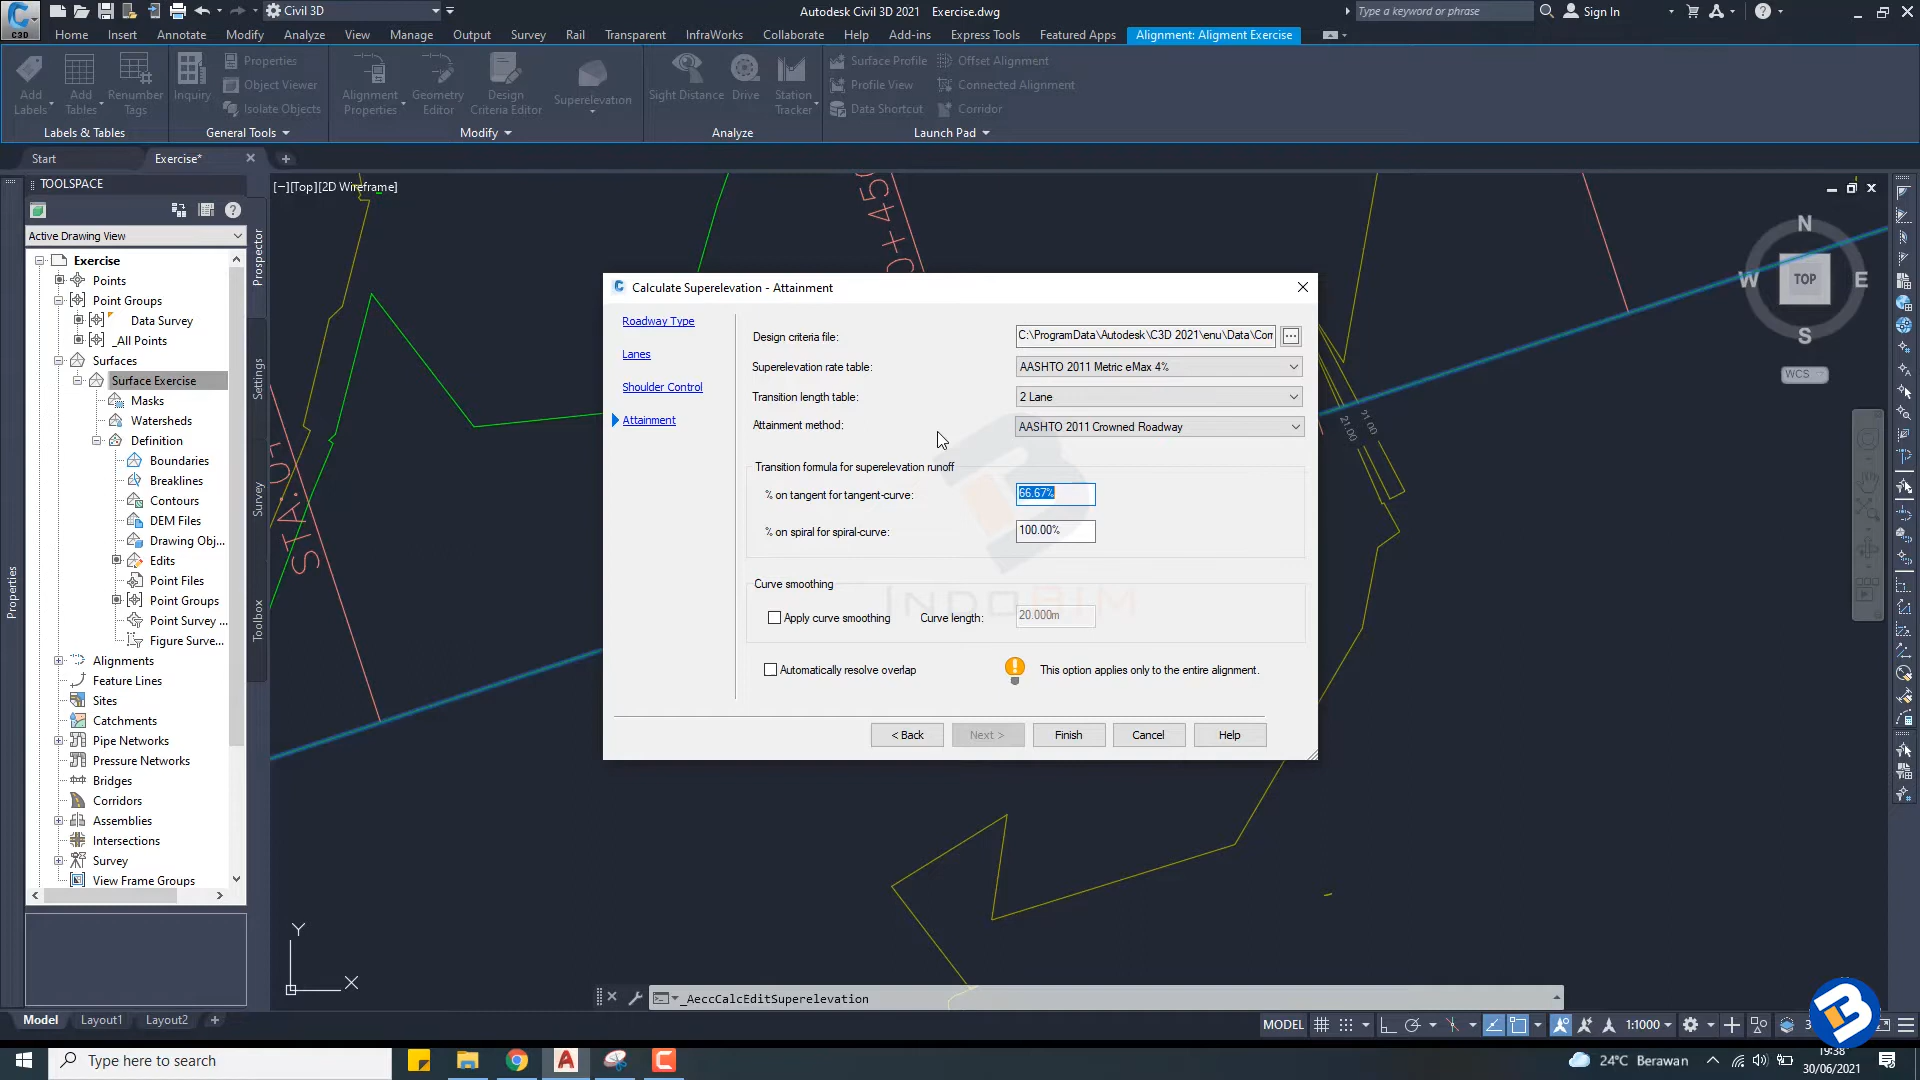 Civil 3D
Autodesk Civil 3D 2021 Exercise.dwg
Type a keyword or phrase
Sign In
Home Insert Annotate Modify Analyze View Manage Output Survey Rail Transparent InfraWorks Collaborate Help Add-ins Express Tools Featured Apps Alignment: Aligment Exercise
Add Labels
Add Tables
Renumber Tags
Labels & Tables
Inquiry
Properties
Object Viewer
Isolate Objects
General Tools
Alignment Properties
Geometry Editor
Design Criteria Editor
Superelevation
Modify
Sight Distance
Drive
Station Tracker
Analyze
Surface Profile
Profile View
Data Shortcut
Offset Alignment
Connected Alignment
Corridor
Launch Pad
C3D
Start
Exercise*
TOOLSPACE
[−][Top][2D Wireframe]
Active Drawing View
Exercise
Points
Point Groups
Data Survey
_All Points
Surfaces
Surface Exercise
Masks
Watersheds
Definition
Boundaries
Breaklines
Contours
DEM Files
Drawing Obj...
Edits
Point Files
Point Groups
Point Survey ...
Figure Surve...
Alignments
Feature Lines
Sites
Catchments
Pipe Networks
Pressure Networks
Bridges
Corridors
Assemblies
Intersections
Survey
View Frame Groups
Prospector
Settings
Survey
Toolbox
Properties
0+450
21.00
21.00
N
W
TOP
E
S
WCS
Calculate Superelevation - Attainment
Roadway Type
Lanes
Shoulder Control
Attainment
Design criteria file:
C:\ProgramData\Autodesk\C3D 2021\enu\Data\Corr
Superelevation rate table:
AASHTO 2011 Metric eMax 4%
Transition length table:
2 Lane
Attainment method:
AASHTO 2011 Crowned Roadway
Transition formula for superelevation runoff
% on tangent for tangent-curve:
66.67%
% on spiral for spiral-curve:
100.00%
Curve smoothing
INDOBIM
Apply curve smoothing
Curve length:
20.000m
Automatically resolve overlap
This option applies only to the entire alignment.
< Back
Next >
Finish
Cancel
Help
Y
X
_AeccCalcEditSuperelevation
Model
Layout1
Layout2
MODEL
1:1000
Type here to search
24°C Berawan
19:38
30/06/2021